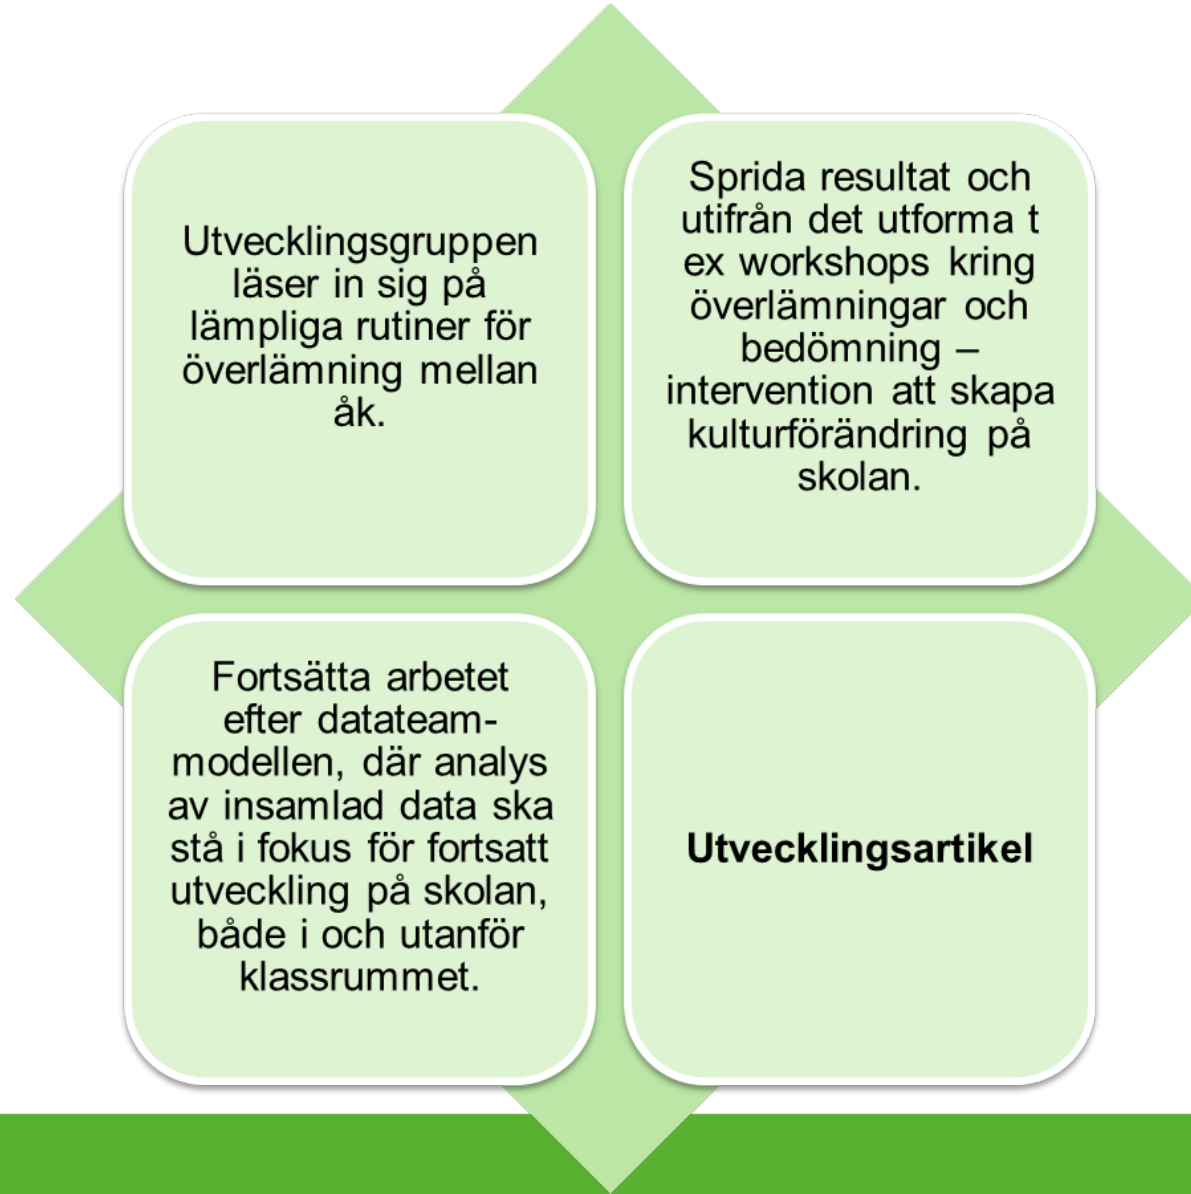 Utvecklingsgruppen
läser in sig på
lämpliga rutiner för
överlämning mellan
åk.
Sprida resultat och
utifrån det utforma t
ex workshops kring
överlämningar och
bedömning –
intervention att skapa
kulturförändring på
skolan.
Fortsätta arbetet
efter datateam-
modellen, där analys
av insamlad data ska
stå i fokus för fortsatt
utveckling på skolan,
både i och utanför
klassrummet.
Utvecklingsartikel